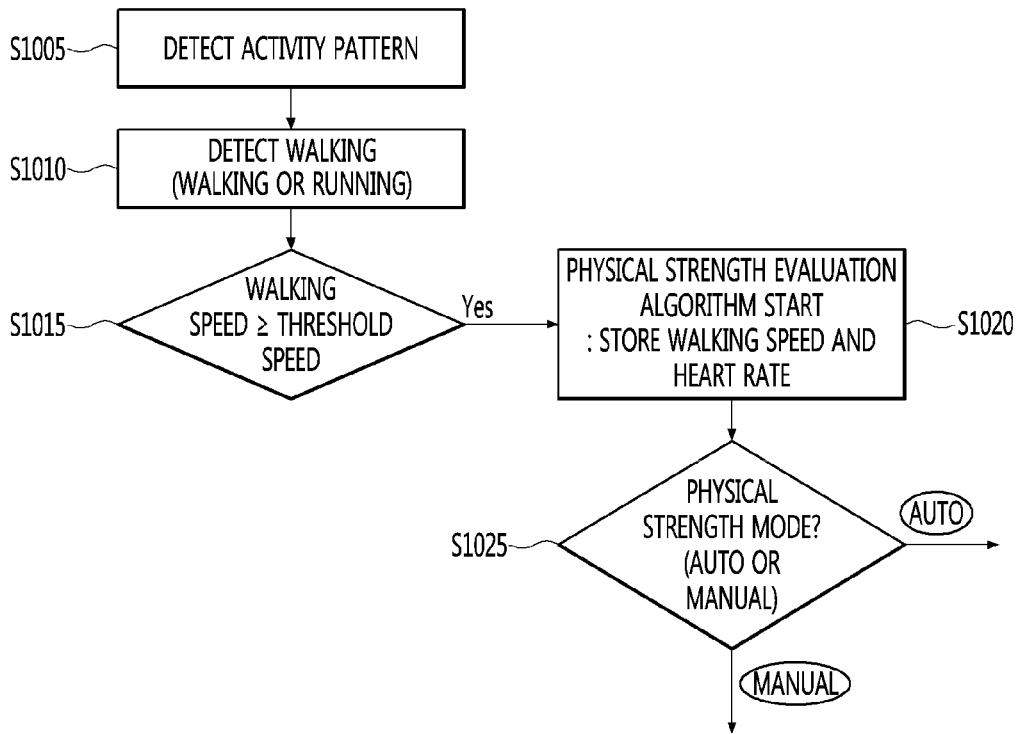 S1005
DETECT ACTIVITY PATTERN
S1010
DETECT WALKING
(WALKING OR RUNNING)
S1015
WALKING
SPEED ≥ THRESHOLD
SPEED
Yes
PHYSICAL STRENGTH EVALUATION
ALGORITHM START
: STORE WALKING SPEED AND
HEART RATE
S1020
S1025
PHYSICAL
STRENGTH MODE?
(AUTO OR
MANUAL)
AUTO
MANUAL